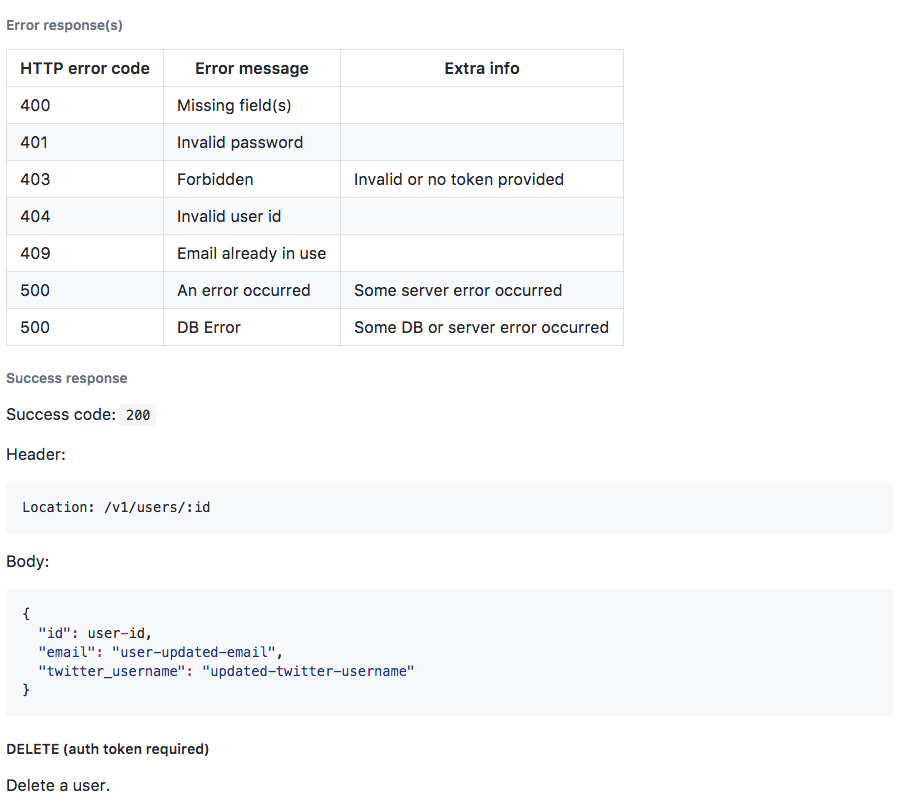 Error response(s)
HTTP error code Error message Extra info
400 Missing field(s)
401 Invalid password
403 Forbidden Invalid or no token provided
404 Invalid user id
409 Email already in use
500 An error occurred Some server error occurred
500 DB Error Some DB or server error occurred
Success response
Success code: 200
Header:
Location: /v1/users/:id
Body:
{
"id": user-id,
"email": "user-updated-email",
"twitter_username": "updated-twitter-username"
}
DELETE (auth token required)
Delete a user.